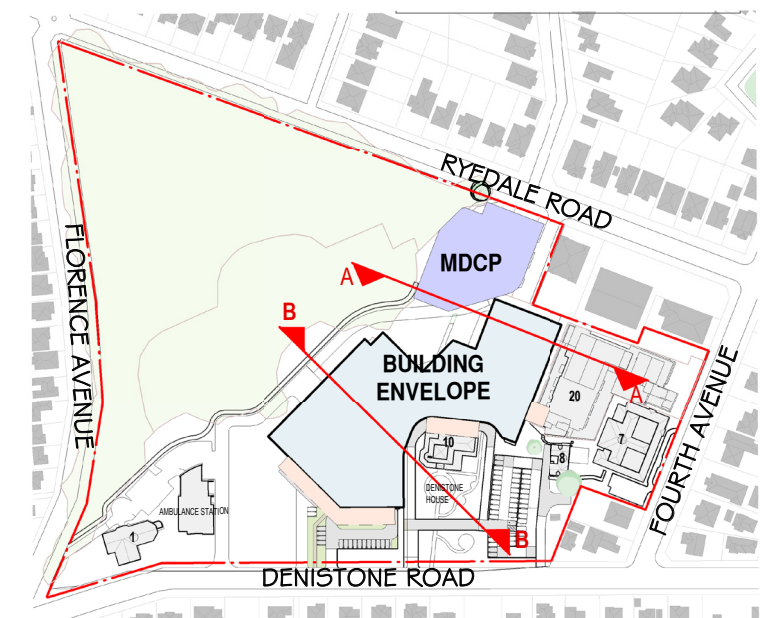 RYEDALE ROAD
FLORENCE AVENUE
MDCP
A
B
BUILDING
ENVELOPE
A
20
7
10
8
DENISTONE
HOUSE
FOURTH AVENUE
AMBULANCE STATION
1
B
DENISTONE ROAD